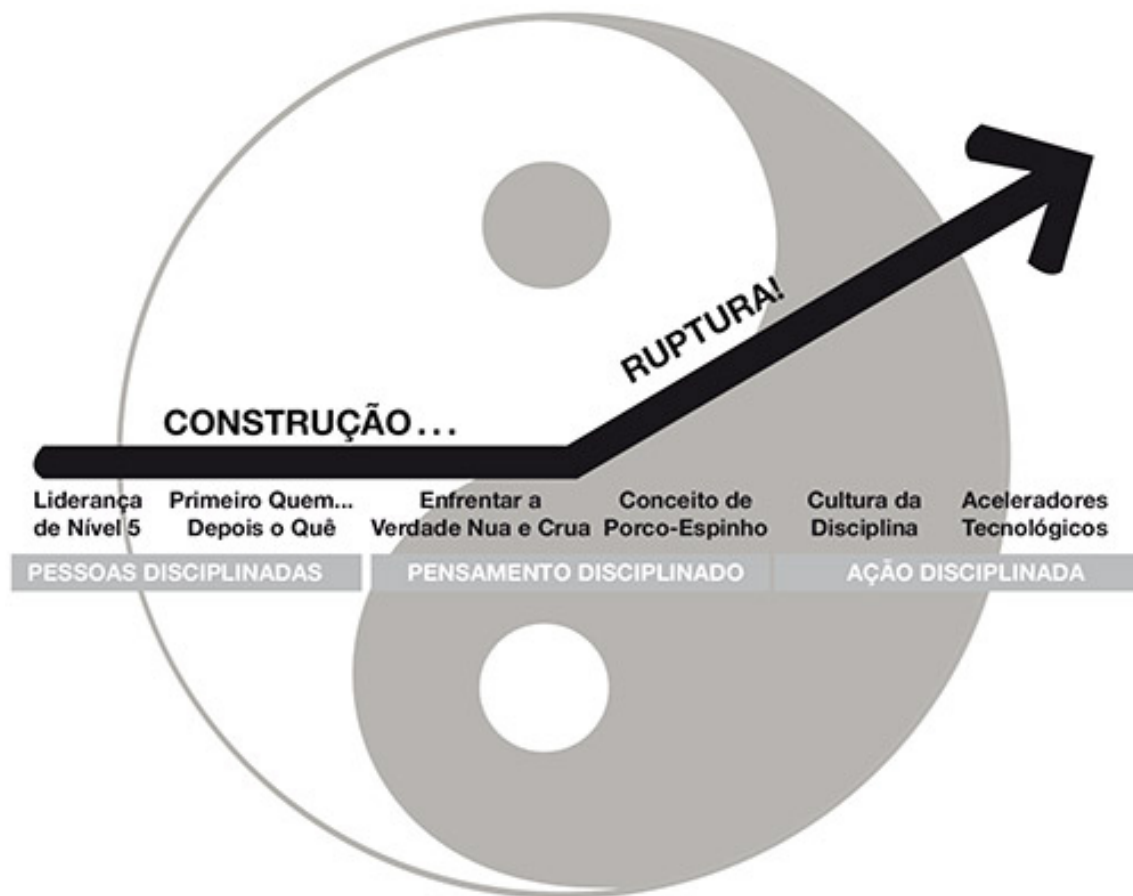 RUPTURA!
CONSTRUÇÃO...
Liderança
de Nível 5
Primeiro Quem...
Depois o Quê
Enfrentar a
Verdade Nua e Crua
Conceito de
Porco-Espinho
Cultura da
Disciplina
Aceleradores
Tecnológicos
PESSOAS DISCIPLINADAS
PENSAMENTO DISCIPLINADO
AÇÃO DISCIPLINADA